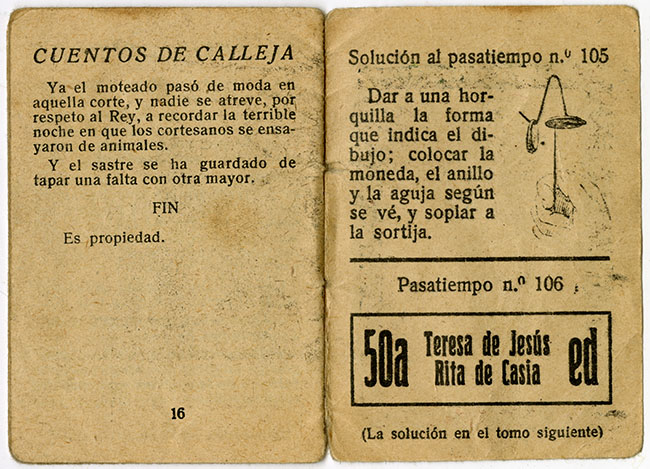 CUENTOS DE CALLEJA
Ya el moteado pasó de moda en
aquella corte, y nadie se atreve, por
respeto al Rey, a recordar la terrible
noche en que los cortesanos se ensa-
yaron de animales.
Y el sastre se ha guardado de
tapar una falta con otra mayor.
FIN
Es propiedad.
16
Solución al pasatiempo n.º 105
Dar a una hor-
quilla la forma
que indica el di-
bujo; colocar la
moneda, el anillo
y la aguja según
se vé, y soplar a
la sortija.
Pasatiempo n.º 106
50a Teresa de Jesús ed
Rita de Casia
(La solución en el tomo siguiente)